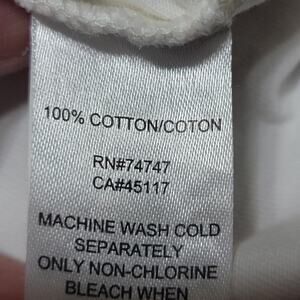 100% COTTON/COTON
RN#74747
CA#45117
MACHINE WASH COLD
SEPARATELY
ONLY NON-CHLORINE
BLEACH WHEN